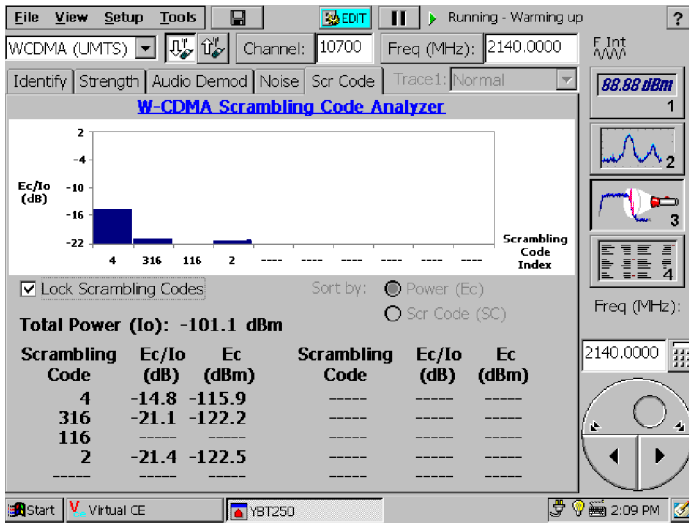 File View Setup Tools EDIT Running - Warming up ?
WCDMA (UMTS) Channel: 10700 Freq (MHz): 2140.0000 F Int
Identify Strength Audio Demod Noise Scr Code Trace1: Normal
88.88 dBm
1
W-CDMA Scrambling Code Analyzer
2
-4
-10
-16
-22
Ec/Io
(dB)
4 316 116 2 ---- ---- ---- ---- ----
Scrambling
Code
Index
2
3
4
Lock Scrambling Codes Sort by: Power (Ec)
Scr Code (SC)
Total Power (Io): -101.1 dBm
Freq (MHz):
2140.0000
Scrambling Ec/Io Ec Scrambling Ec/Io Ec
Code (dB) (dBm) Code (dB) (dBm)
4 -14.8 -115.9 ----- ----- -----
316 -21.1 -122.2 ----- ----- -----
116 ----- ----- ----- ----- -----
2 -21.4 -122.5 ----- ----- -----
----- ----- ----- ----- ----- -----
Start Virtual CE YBT250 2:09 PM